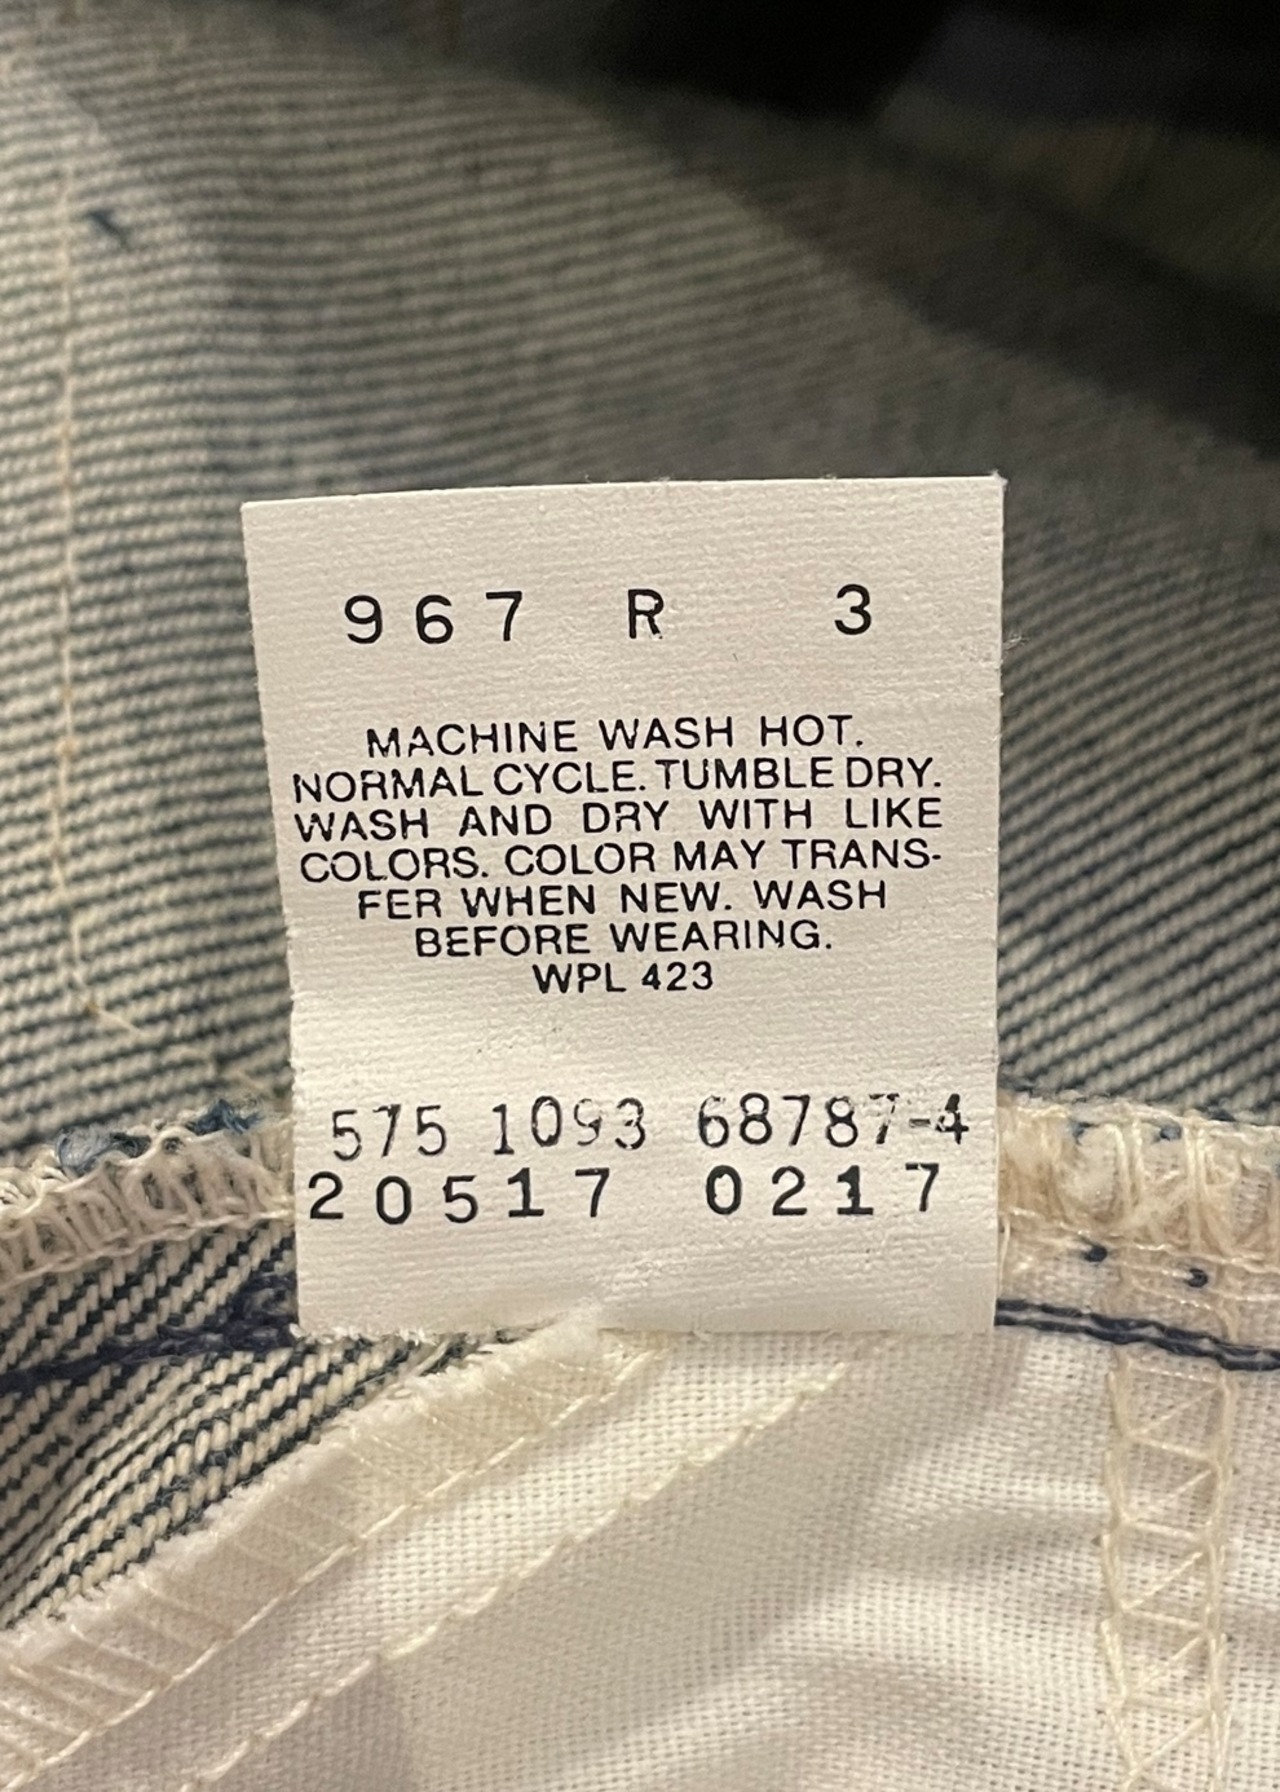 967 R 3
MACHINE WASH HOT.
NORMAL CYCLE. TUMBLE DRY.
WASH AND DRY WITH LIKE
COLORS. COLOR MAY TRANS-
FER WHEN NEW. WASH
BEFORE WEARING.
WPL 423
575 1093 68787-4
20517 0217